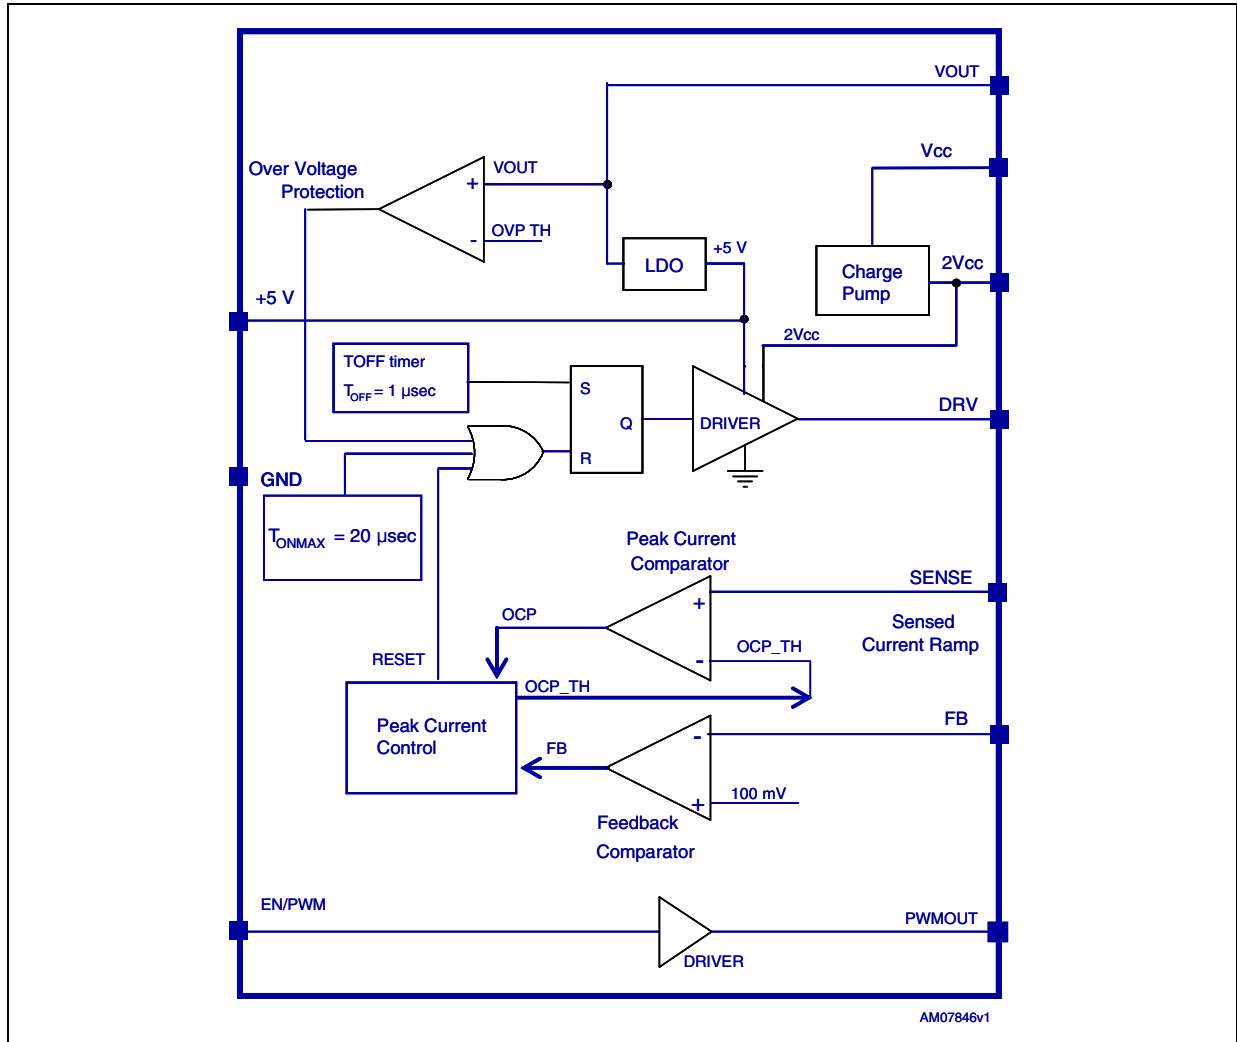 VOUT
Vcc
Over Voltage
Protection
+
VOUT
-
OVP TH
LDO
+5 V
Charge
Pump
2Vcc
+5 V
2Vcc
TOFF timer
TOFF = 1 µsec
S
Q
R
DRIVER
DRV
GND
TONMAX = 20 µsec
Peak Current
Comparator
SENSE
+
OCP
Sensed
Current Ramp
OCP_TH
-
RESET
OCP_TH
Peak Current
Control
FB
-
FB
100 mV
+
Feedback
Comparator
EN/PWM
PWMOUT
DRIVER
AM07846v1